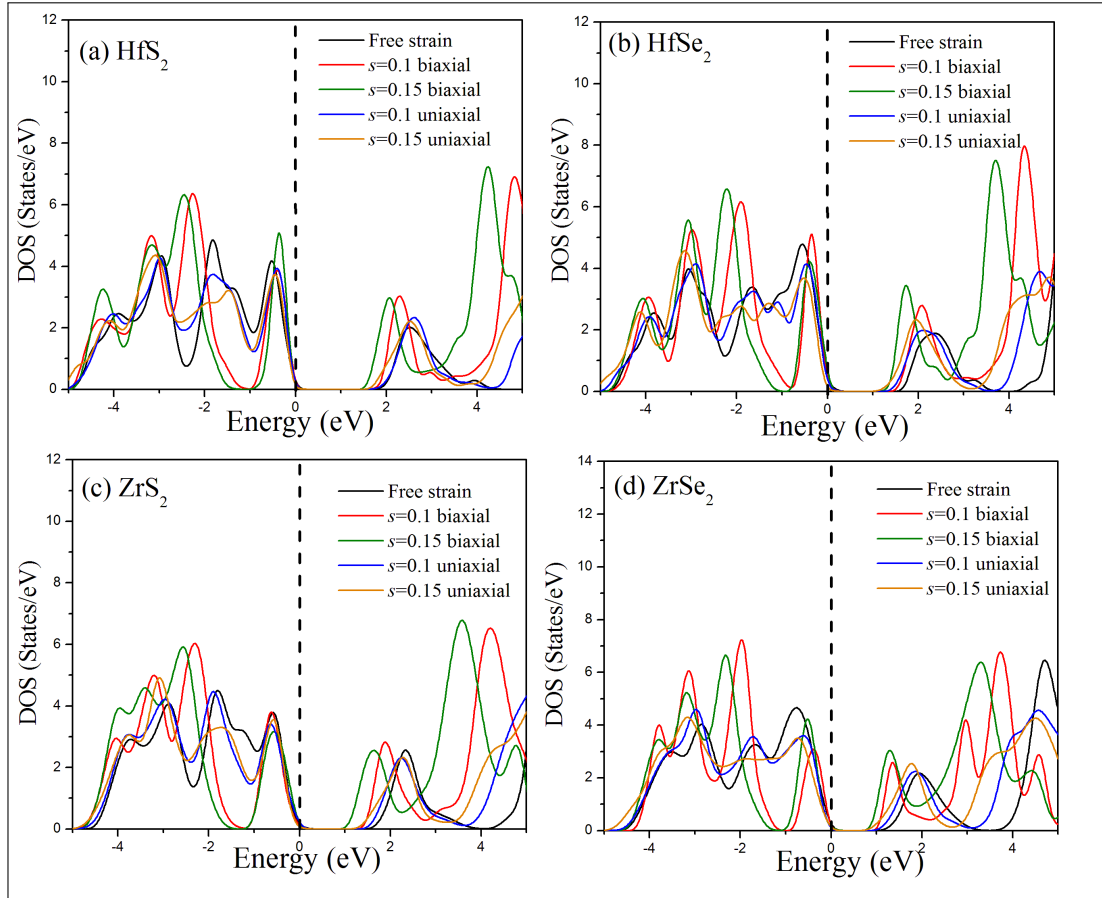 (a) HfS2
Free strain
s=0.1 biaxial
s=0.15 biaxial
s=0.1 uniaxial
s=0.15 uniaxial
DOS (States/eV)
12
10
8
6
4
2
0
-4
-2
0
2
4
Energy (eV)
(b) HfSe2
Free strain
s=0.1 biaxial
s=0.15 biaxial
s=0.1 uniaxial
s=0.15 uniaxial
DOS (States/eV)
12
10
8
6
4
2
0
-4
-2
0
2
4
Energy (eV)
(c) ZrS2
Free strain
s=0.1 biaxial
s=0.15 biaxial
s=0.1 uniaxial
s=0.15 uniaxial
DOS (States/eV)
12
10
8
6
4
2
0
-4
-2
0
2
4
Energy (eV)
(d) ZrSe2
Free strain
s=0.1 biaxial
s=0.15 biaxial
s=0.1 uniaxial
s=0.15 uniaxial
DOS (States/eV)
14
12
10
8
6
4
2
0
-4
-2
0
2
4
Energy (eV)